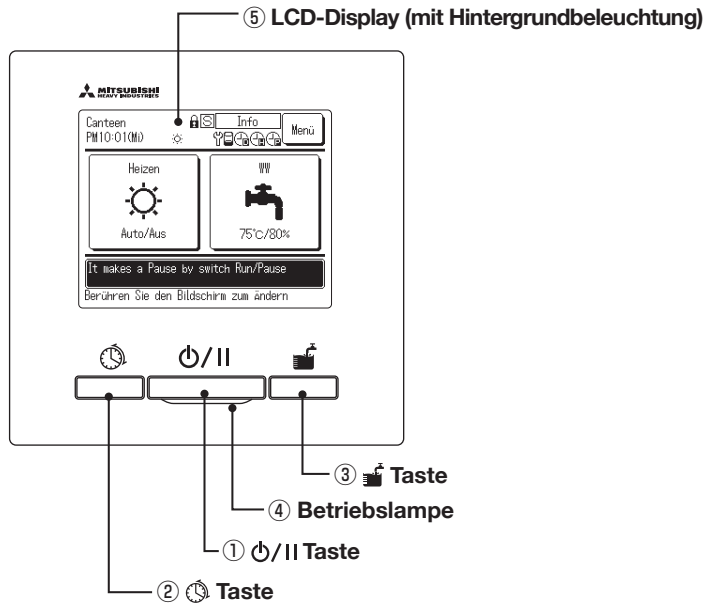 ⑤ LCD-Display (mit Hintergrundbeleuchtung)
MITSUBISHI
HEAVY INDUSTRIES
Canteen S Info Menü
PM10:01(Mi)
Heizen WW
Auto/Aus 75°C/80%
It makes a Pause by switch Run/Pause
Berühren Sie den Bildschirm zum ändern
/II
③ Taste
④ Betriebslampe
① /II Taste
② Taste